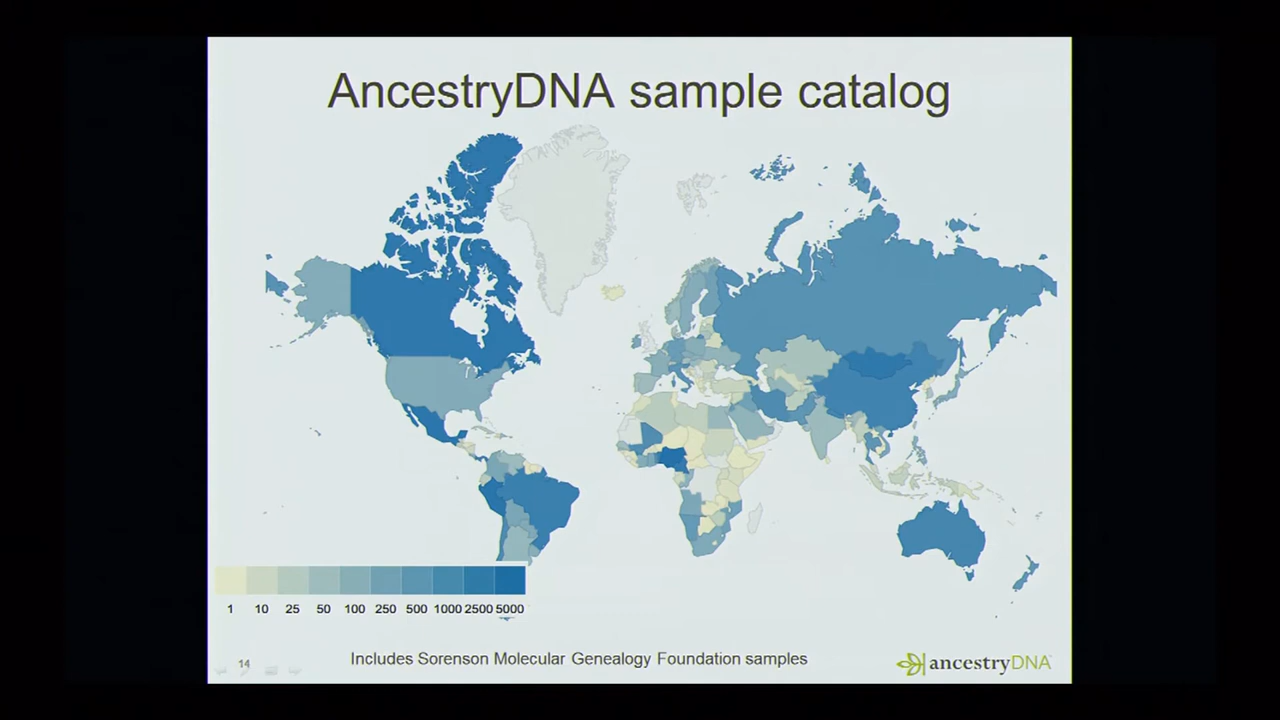 AncestryDNA sample catalog
1 10 25 50 100 250 500 1000 2500 5000
14
Includes Sorenson Molecular Genealogy Foundation samples
ancestryDNA